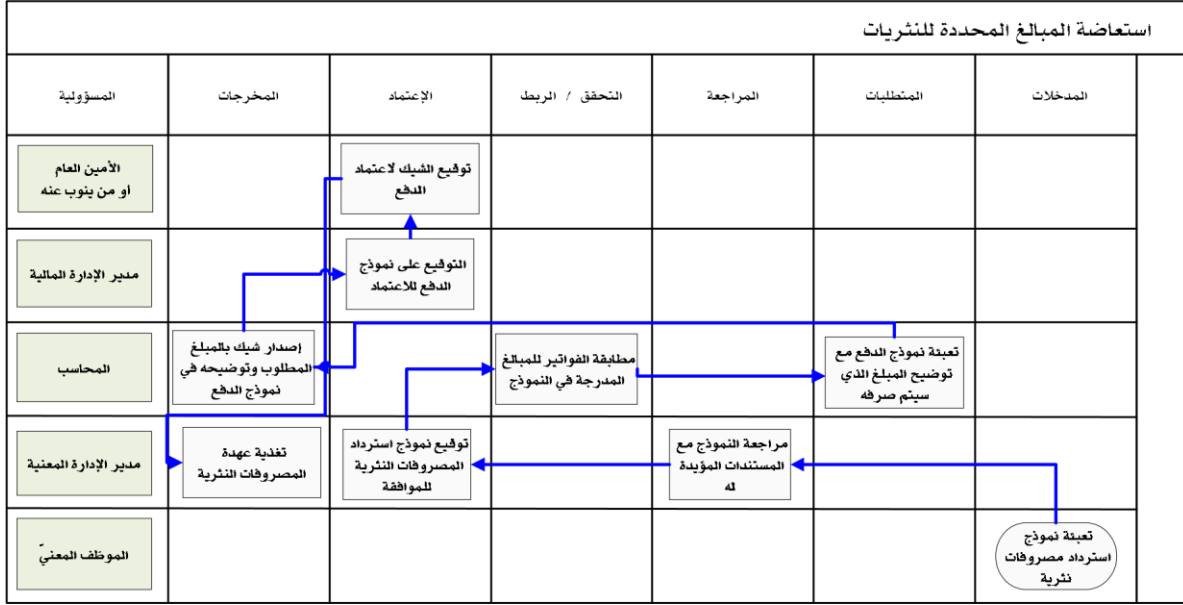 استعاضة المبالغ المحددة للنثريات
المدخلات
المتطلبات
المراجعة
التحقق / الربط
الإعتماد
المخرجات
المسؤولية
توقيع الشيك لاعتماد
الدفع
الأمين العام
أو من ينوب عنه
التوقيع على نموذج
الدفع للاعتماد
مدير الإدارة المالية
تعبئة نموذج الدفع مع
توضيح المبلغ الذي
سيتم صرفه
مطابقة الفواتير للمبالغ
المدرجة في النموذج
إصدار شيك بالمبلغ
المطلوب وتوضيحه في
نموذج الدفع
المحاسب
مراجعة النموذج مع
المستندات المؤيدة
له
توقيع نموذج استرداد
المصروفات النثرية
للموافقة
تغذية عهدة
المصروفات النثرية
مدير الإدارة المعنية
تعبئة نموذج
استرداد مصروفات
نثرية
الموظف المعنيّ